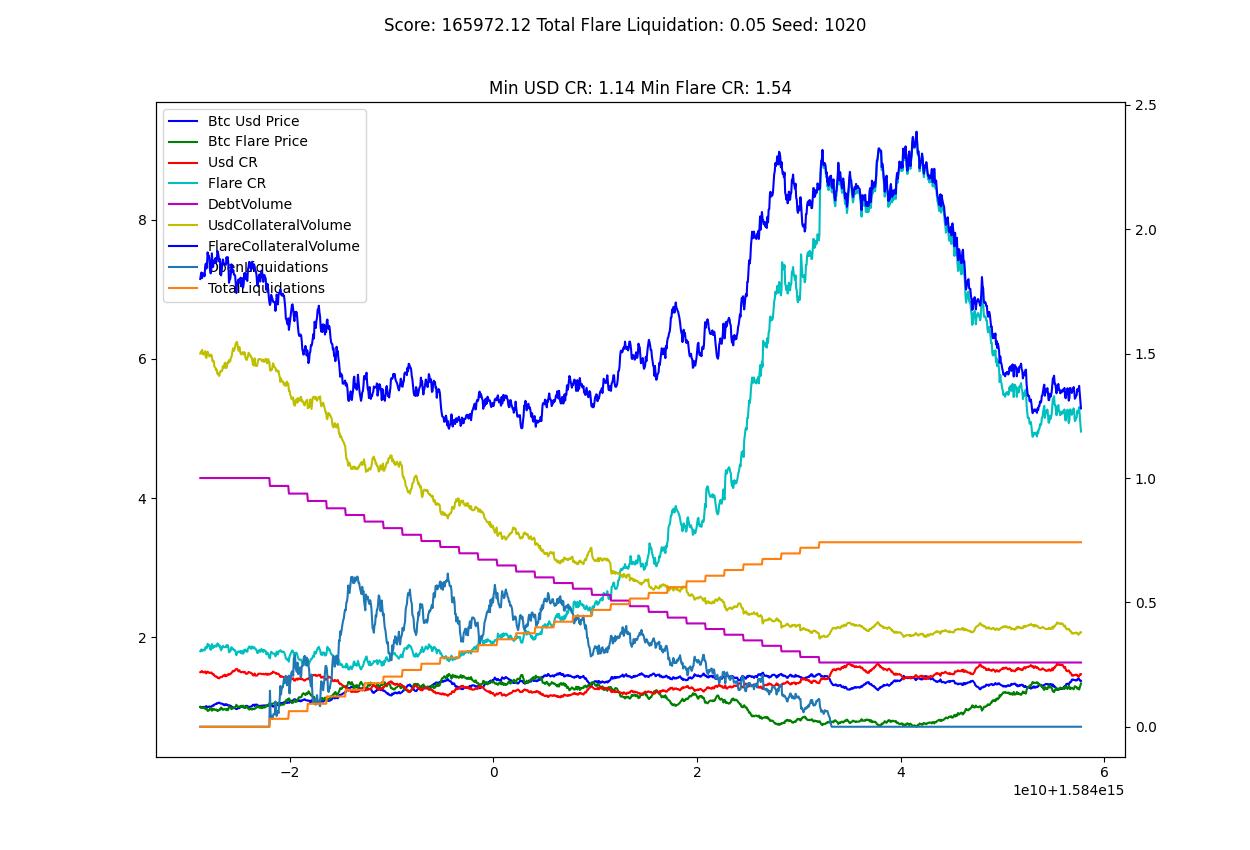 Score: 165972.12 Total Flare Liquidation: 0.05 Seed: 1020
Min USD CR: 1.14 Min Flare CR: 1.54
Btc Usd Price
Btc Flare Price
Usd CR
Flare CR
DebtVolume
UsdCollateralVolume
FlareCollateralVolume
OpenLiquidations
TotalLiquidations
8
6
4
2
2.5
2.0
1.5
1.0
0.5
0.0
−2 0 2 4 6
1e10+1.584e15